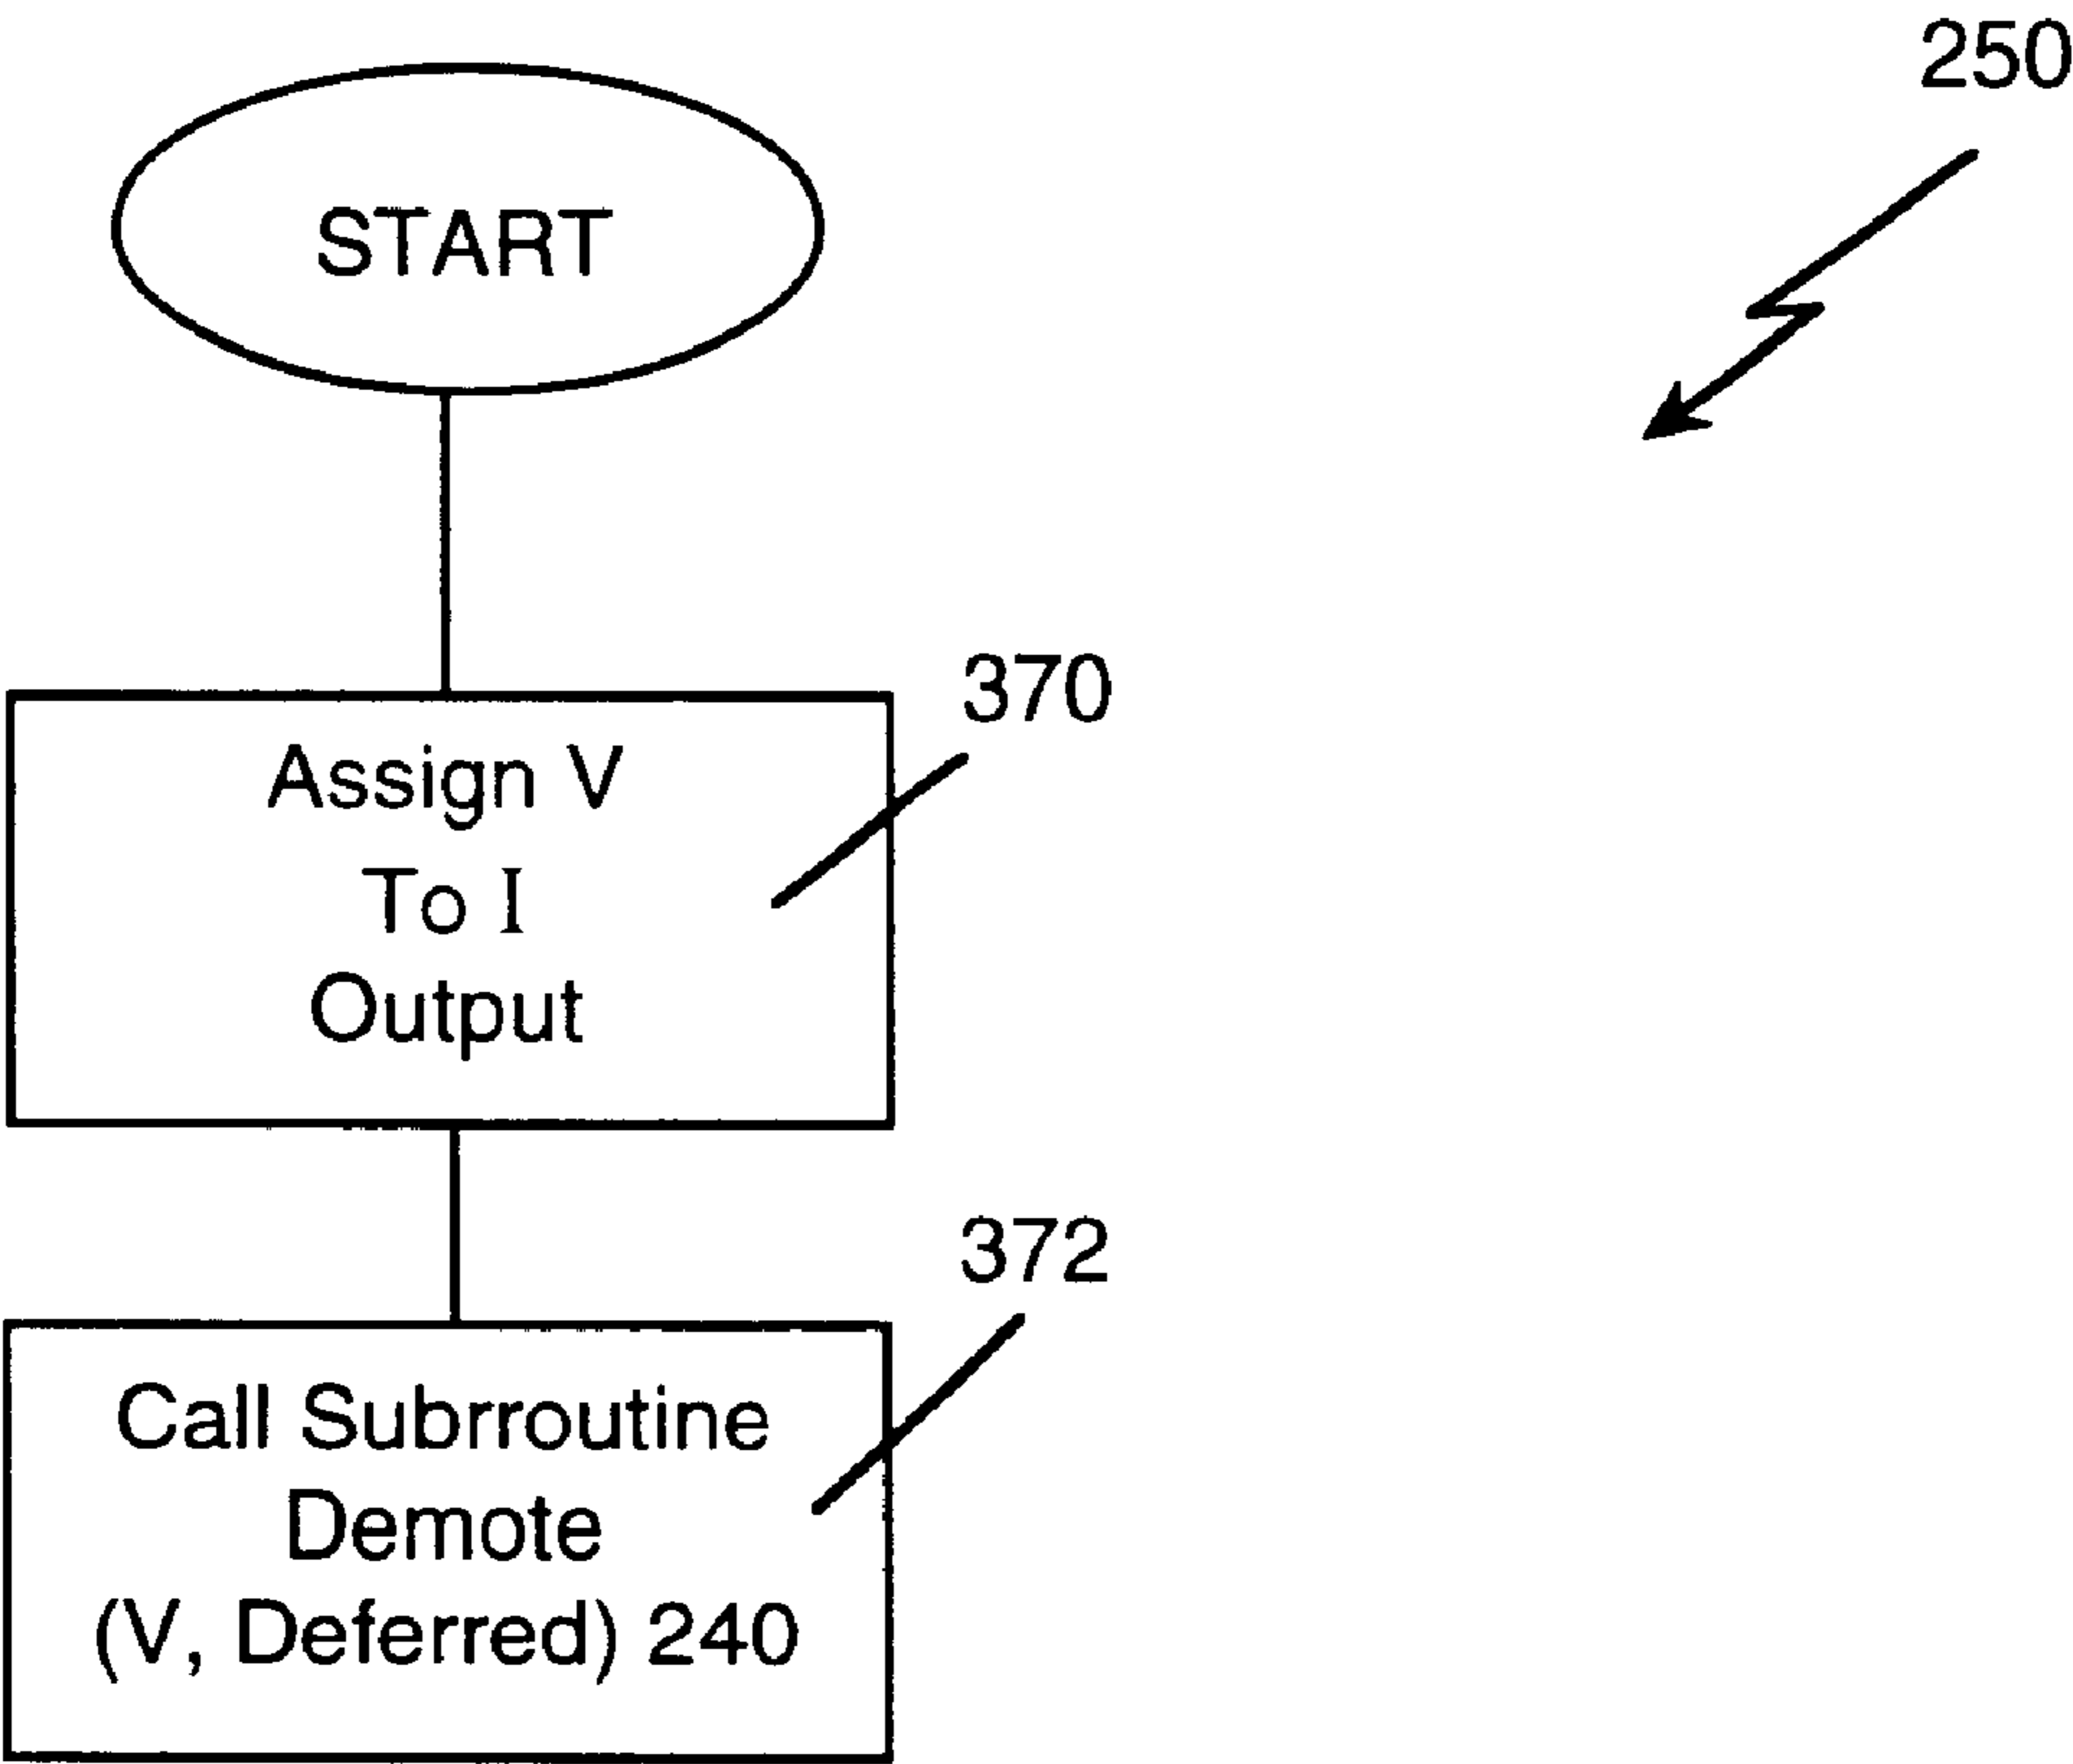 250
START
370
Assign V
To I
Output
372
Call Subrroutine
Demote
(V, Deferred) 240